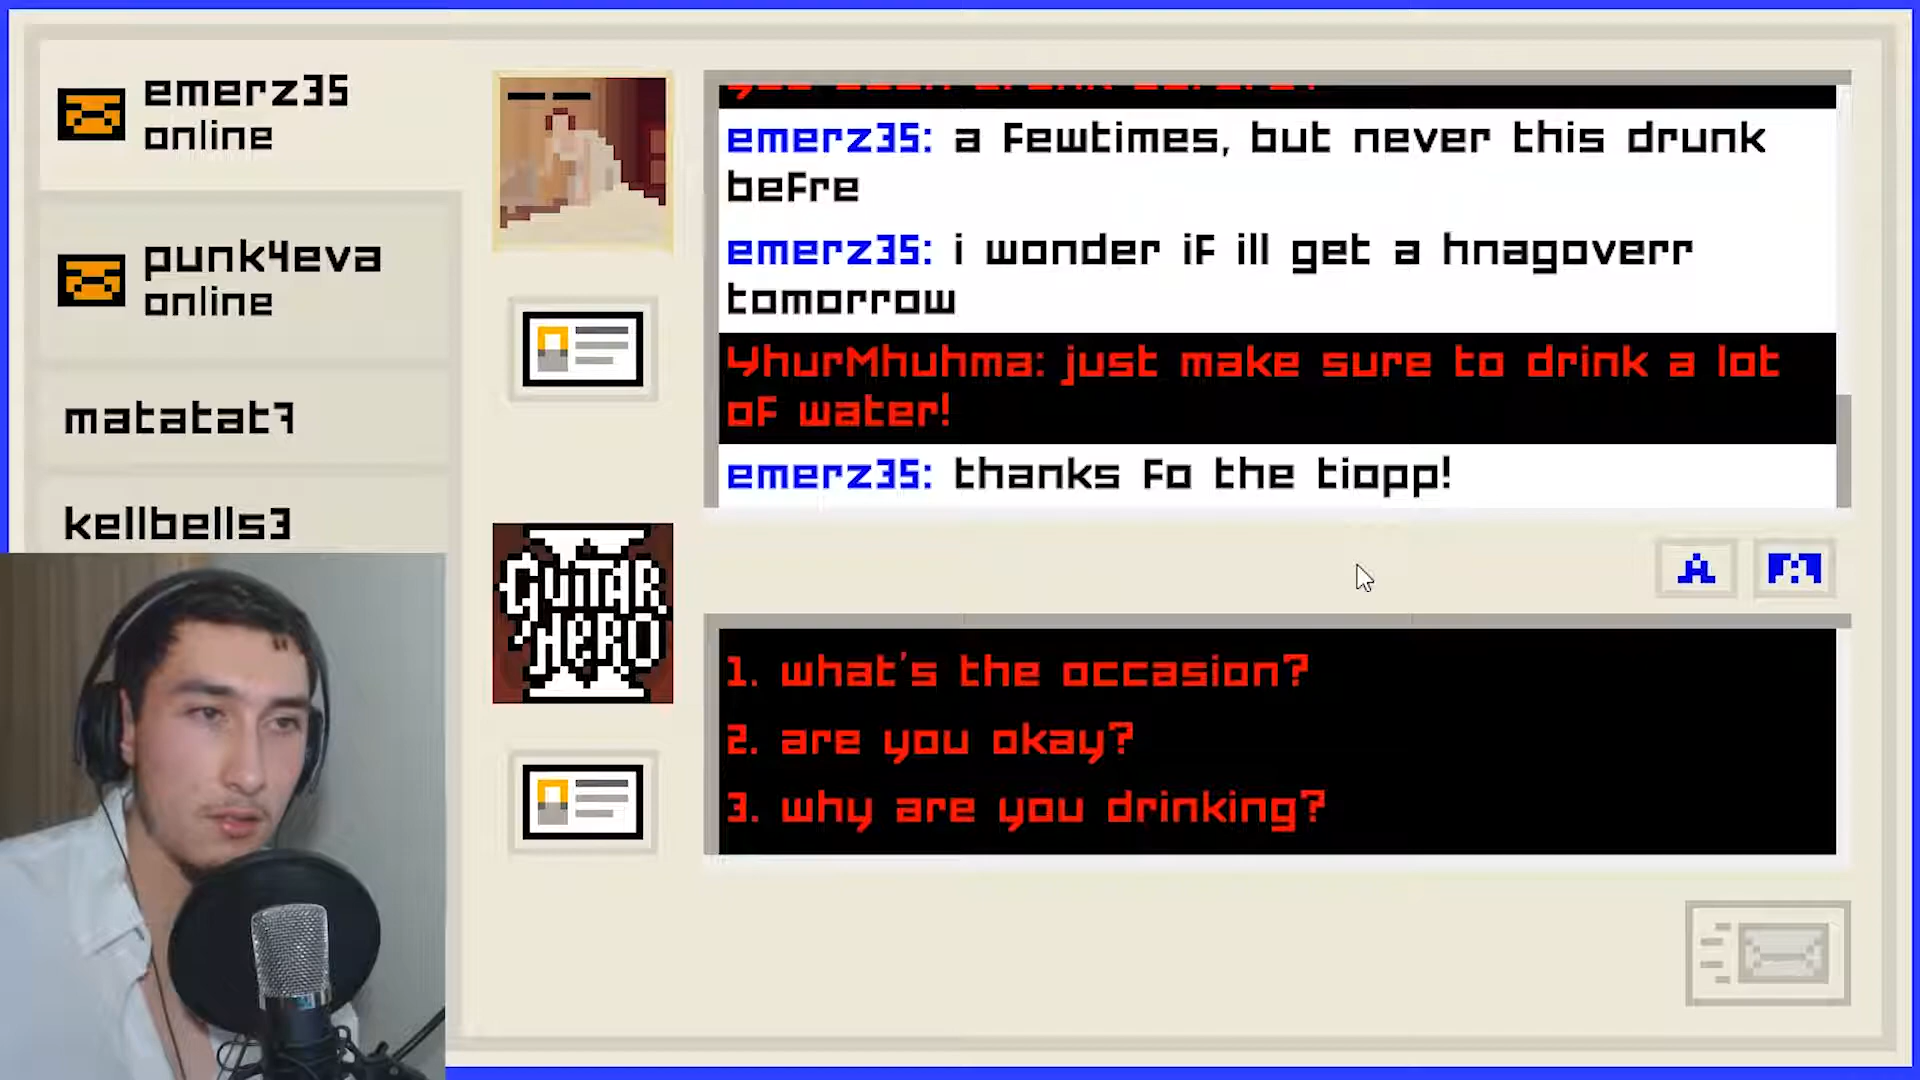 emerz35
online
punk4eva
online
matatat7
kellbells3
emerz35: a fewtimes, but never this drunk
befre
emerz35: i wonder if ill get a hnagoverr
tomorrow
4hurMhuhma: just make sure to drink a lot
of water!
emerz35: thanks fo the tiopp!
GUITAR
HERO
A
1. what's the occasion?
2. are you okay?
3. why are you drinking?